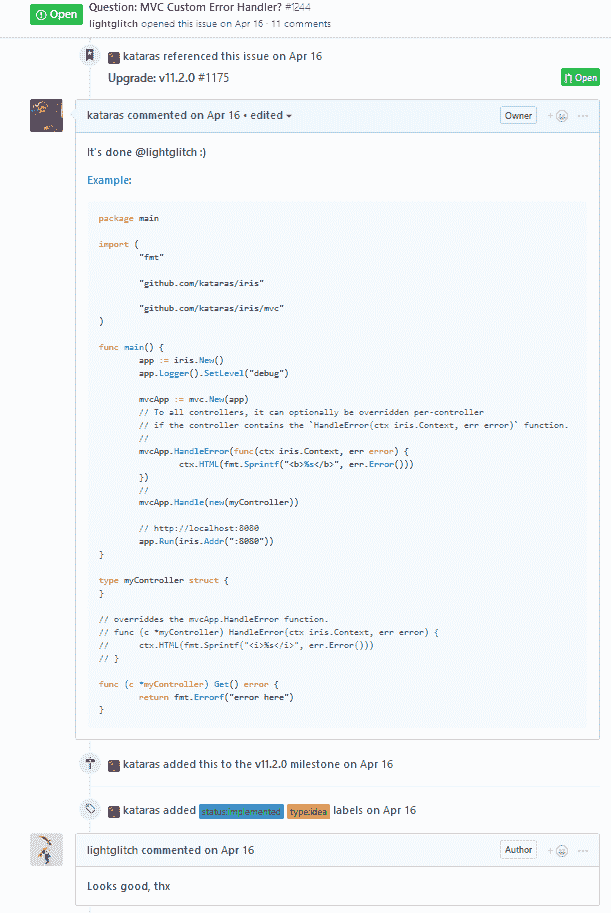 Open
Question: MVC Custom Error Handler? #1244
lightglitch opened this issue on Apr 16 · 11 comments
kataras referenced this issue on Apr 16
Upgrade: v11.2.0 #1175
Open
kataras commented on Apr 16 • edited
Owner
It's done @lightglitch :)
Example:
package main
import (
"fmt"
"github.com/kataras/iris"
"github.com/kataras/iris/mvc"
)
func main() {
app := iris.New()
app.Logger().SetLevel("debug")
mvcApp := mvc.New(app)
// To all controllers, it can optionally be overridden per-controller
// if the controller contains the `HandleError(ctx iris.Context, err error)` function.
//
mvcApp.HandleError(func(ctx iris.Context, err error) {
ctx.HTML(fmt.Sprintf("<b>%s</b>", err.Error()))
})
//
mvcApp.Handle(new(myController))
// http://localhost:8080
app.Run(iris.Addr(":8080"))
}
type myController struct {
}
// overriddes the mvcApp.HandleError function.
// func (c *myController) HandleError(ctx iris.Context, err error) {
// ctx.HTML(fmt.Sprintf("<i>%s</i>", err.Error()))
// }
func (c *myController) Get() error {
return fmt.Errorf("error here")
}
kataras added this to the v11.2.0 milestone on Apr 16
kataras added status:implemented type:idea labels on Apr 16
lightglitch commented on Apr 16
Author
Looks good, thx